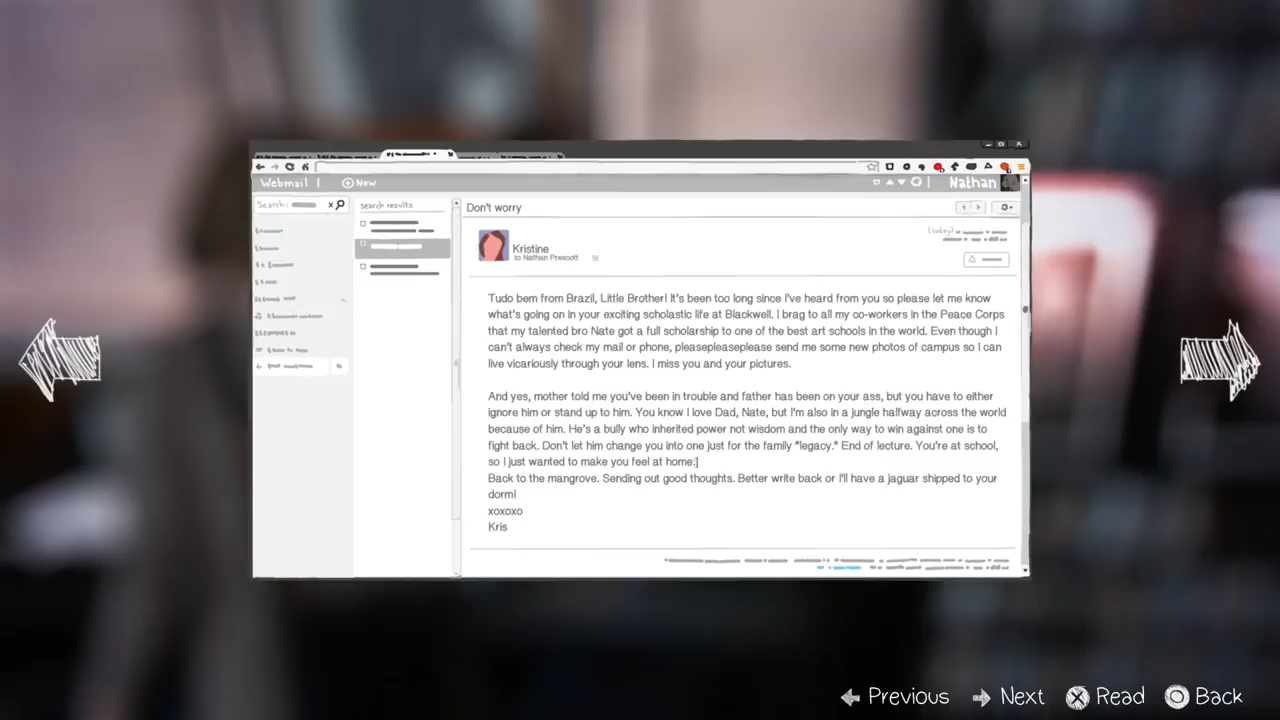 Webmail | New
Nathan
Search:
x
search results
Don't worry
(today)
Kristine
to Nathan Prescott
Tudo bem from Brazil, Little Brother! It's been too long since I've heard from you so please let me know
what's going on in your exciting scholastic life at Blackwell. I brag to all my co-workers in the Peace Corps
that my talented bro Nate got a full scholarship to one of the best art schools in the world. Even though I
can't always check my mail or phone, pleasepleaseplease send me some new photos of campus so I can
live vicariously through your lens. I miss you and your pictures.
And yes, mother told me you've been in trouble and father has been on your ass, but you have to either
ignore him or stand up to him. You know I love Dad, Nate, but I'm also in a jungle halfway across the world
because of him. He's a bully who inherited power not wisdom and the only way to win against one is to
fight back. Don't let him change you into one just for the family "legacy." End of lecture. You're at school,
so I just wanted to make you feel at home:]
Back to the mangrove. Sending out good thoughts. Better write back or I'll have a jaguar shipped to your
dorm!
xoxoxo
Kris
Previous
Next
Read
Back